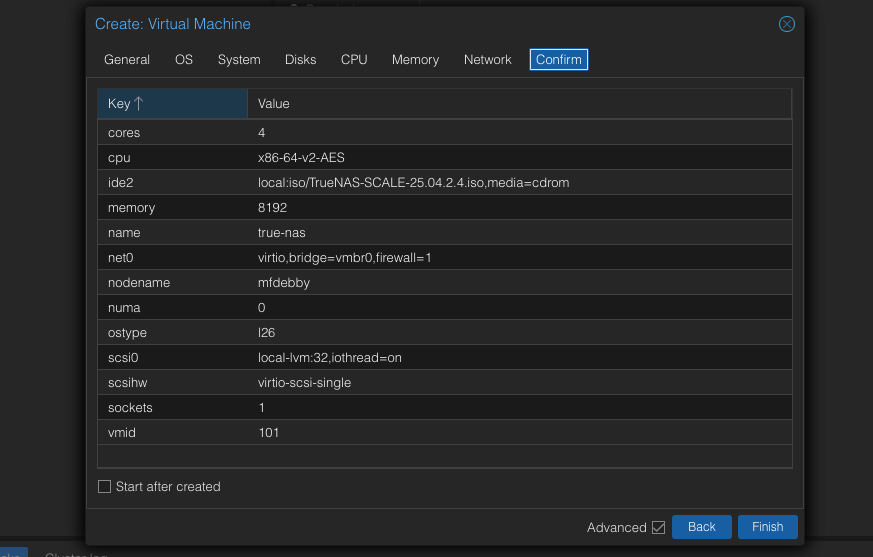 Create: Virtual Machine
General OS System Disks CPU Memory Network Confirm
Key Value
cores 4
cpu x86-64-v2-AES
ide2 local:iso/TrueNAS-SCALE-25.04.2.4.iso,media=cdrom
memory 8192
name true-nas
net0 virtio,bridge=vmbr0,firewall=1
nodename mfdebby
numa 0
ostype l26
scsi0 local-lvm:32,iothread=on
scsihw virtio-scsi-single
sockets 1
vmid 101
Start after created
Advanced Back Finish